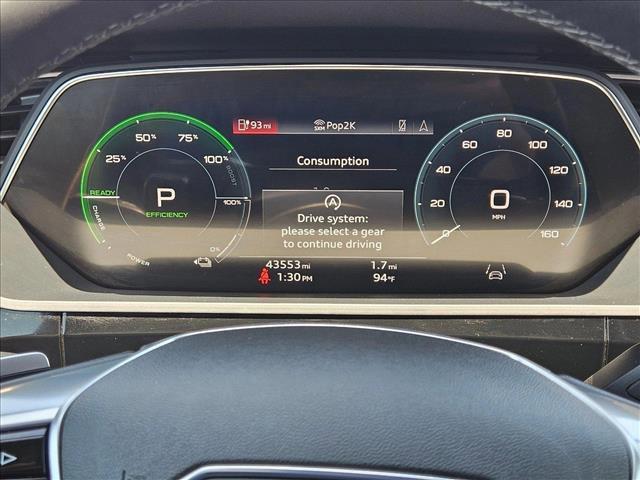 93 mi
SXM Pop2K
Consumption
Drive system:
please select a gear
to continue driving
43553 mi 1.7 mi
1:30 PM 94°F
25% 50% 75% 100%
BOOST
READY
P
EFFICIENCY
100%
CHARGE
0%
POWER
0 20 40 60 80 100 120 140 160
0
MPH
A